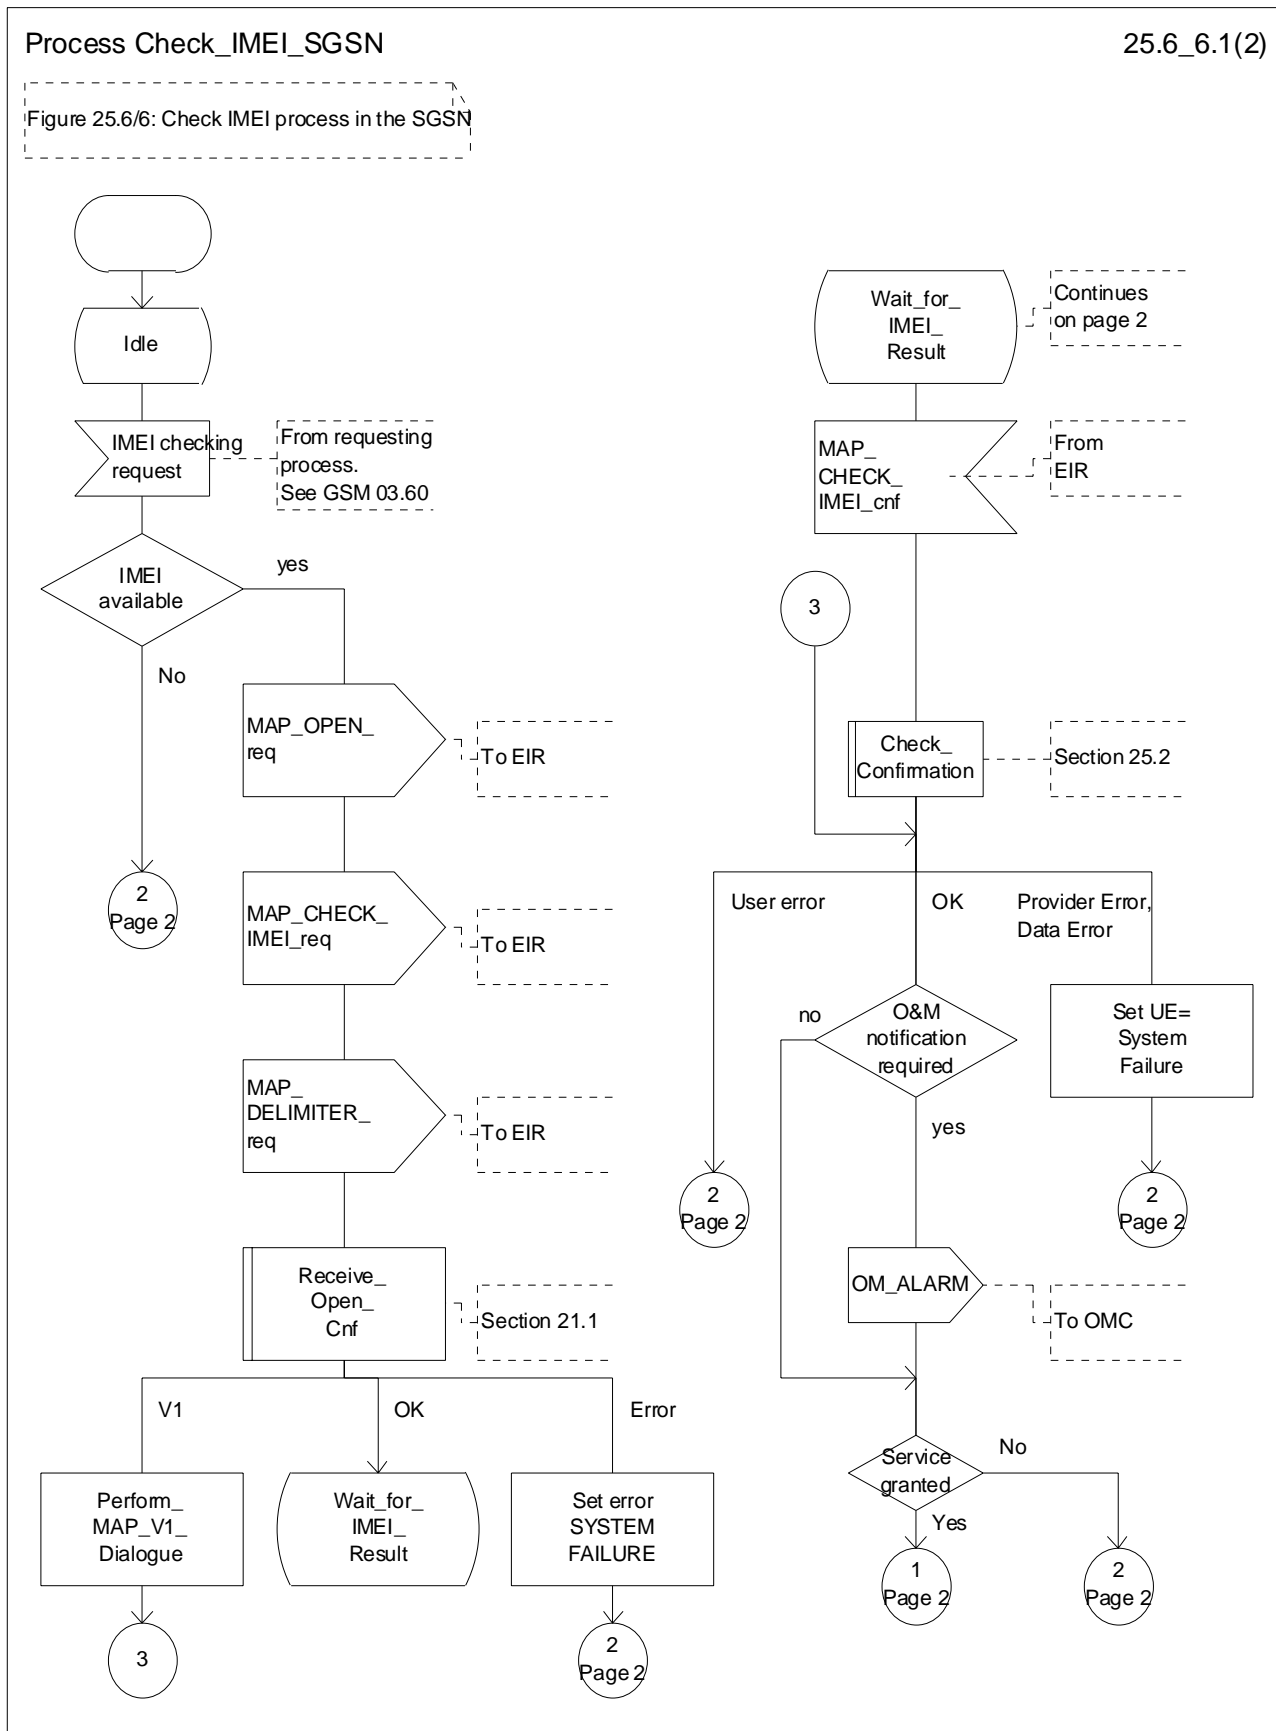 Process Check_IMEI_SGSN
25.6_6.1(2)
Figure 25.6/6: Check IMEI process in the SGSN
Idle
IMEI checking
request
From requesting
process.
See GSM 03.60
IMEI
available
yes
No
2
Page 2
MAP_OPEN_
req
To EIR
MAP_CHECK_
IMEI_req
To EIR
MAP_
DELIMITER_
req
To EIR
Receive_
Open_
Cnf
Section 21.1
V1
OK
Error
Perform_
MAP_V1_
Dialogue
Wait_for_
IMEI_
Result
Set error
SYSTEM
FAILURE
3
2
Page 2
Wait_for_
IMEI_
Result
Continues
on page 2
MAP_
CHECK_
IMEI_cnf
From
EIR
3
Check_
Confirmation
Section 25.2
User error
OK
Provider Error,
Data Error
no
O&M
notification
required
Set UE=
System
Failure
yes
2
Page 2
2
Page 2
OM_ALARM
To OMC
Service
granted
No
Yes
1
Page 2
2
Page 2